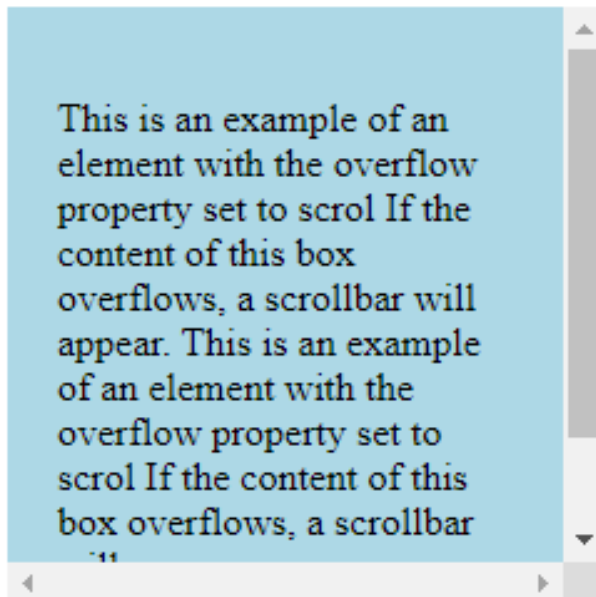 This is an example of an
element with the overflow
property set to scrol If the
content of this box
overflows, a scrollbar will
appear. This is an example
of an element with the
overflow property set to
scrol If the content of this
box overflows, a scrollbar